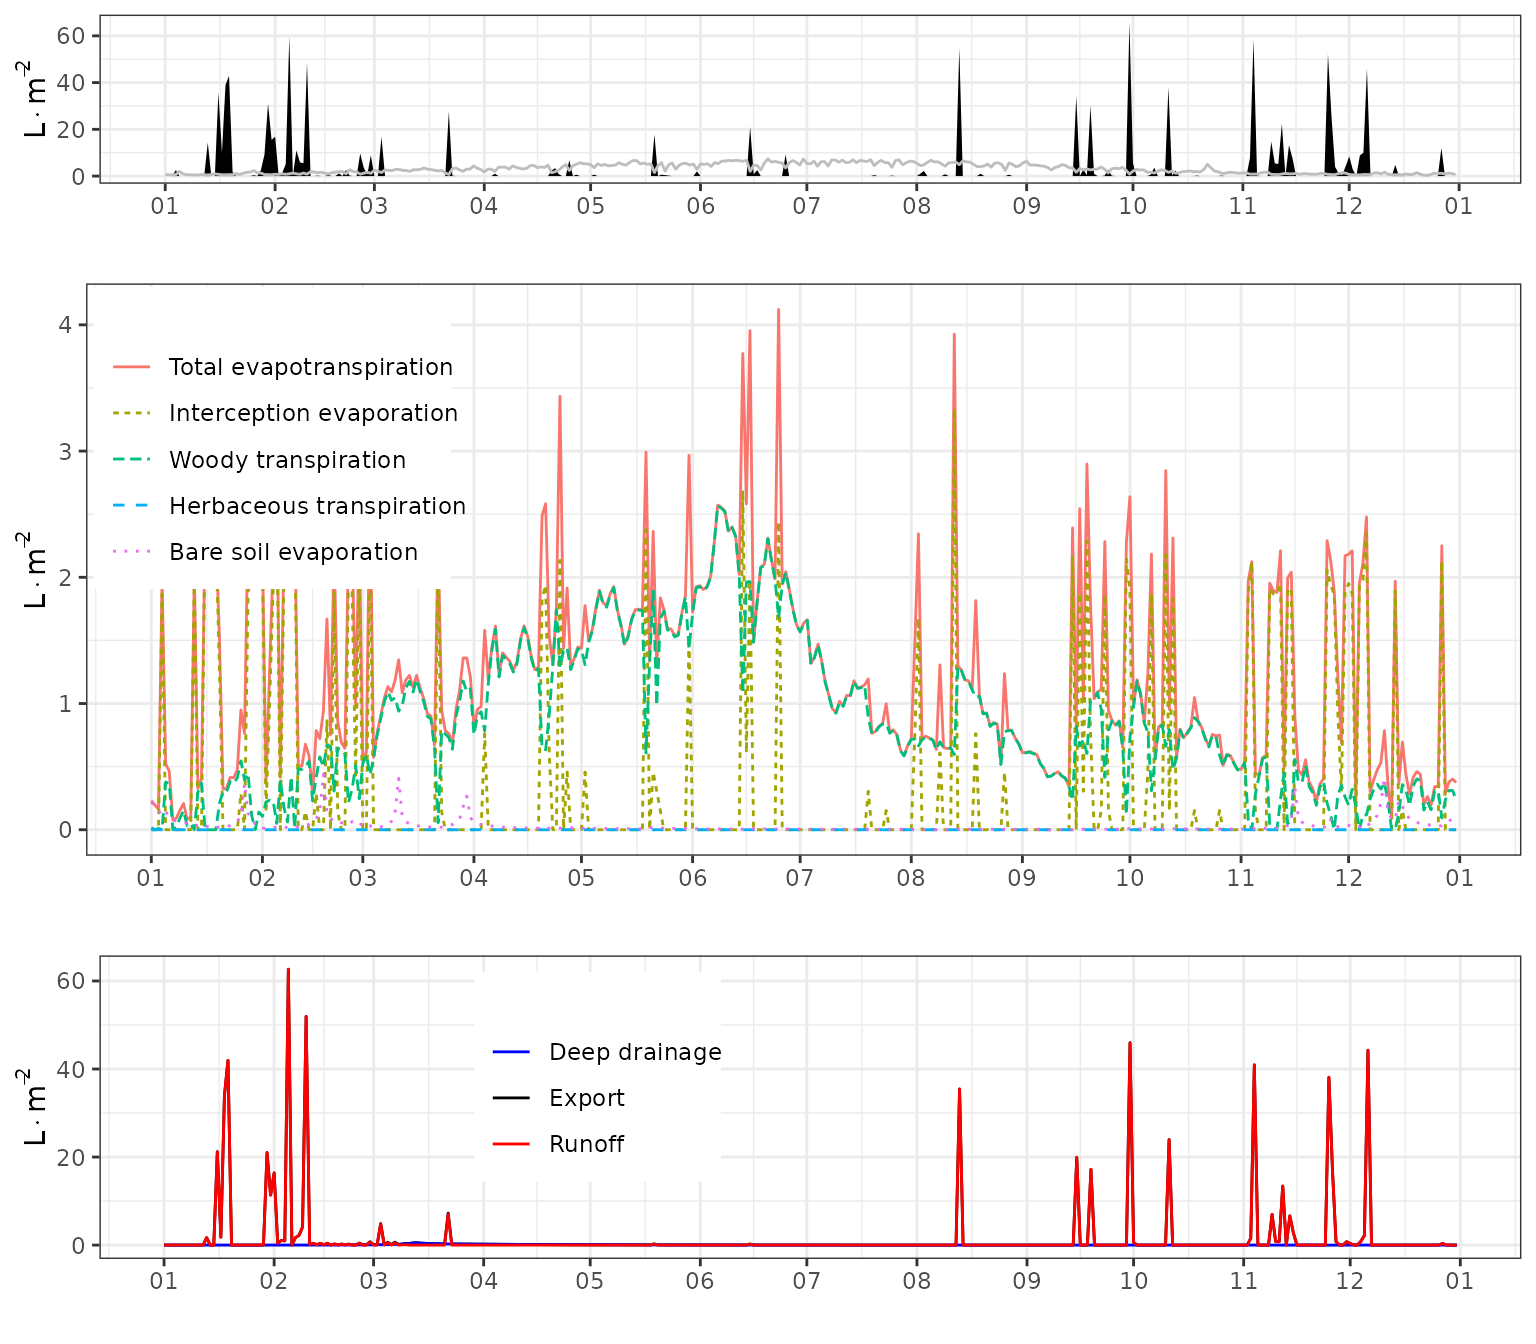 60
40
20
0
L · m⁻²
01 02 03 04 05 06 07 08 09 10 11 12 01
4
3
2
1
0
L · m⁻²
Total evapotranspiration
Interception evaporation
Woody transpiration
Herbaceous transpiration
Bare soil evaporation
01 02 03 04 05 06 07 08 09 10 11 12 01
60
40
20
0
L · m⁻²
Deep drainage
Export
Runoff
01 02 03 04 05 06 07 08 09 10 11 12 01